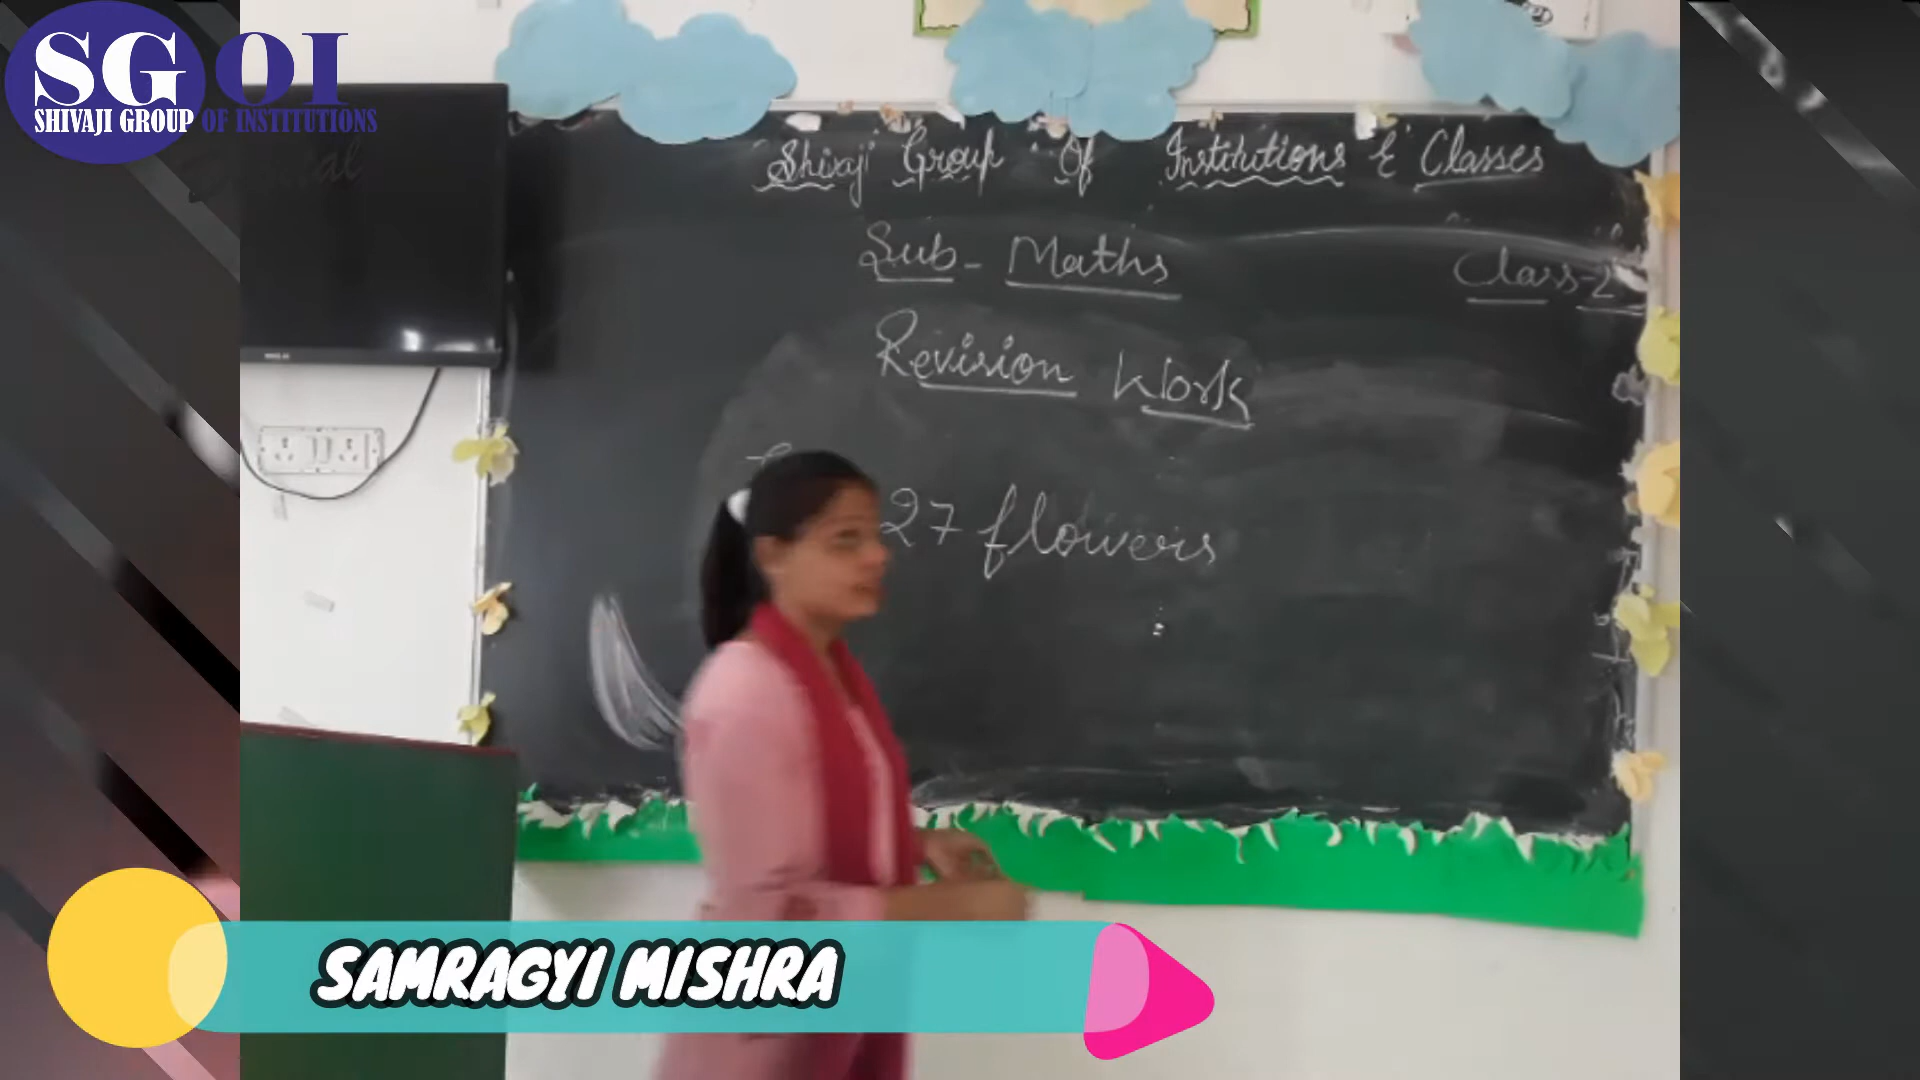 SGOI
SHIVAJI GROUP OF INSTITUTIONS
Shivaji Group Of Institutions & Classes
Sub- Maths
Class-2
Revision Work
27 flowers
SAMRAGYI MISHRA